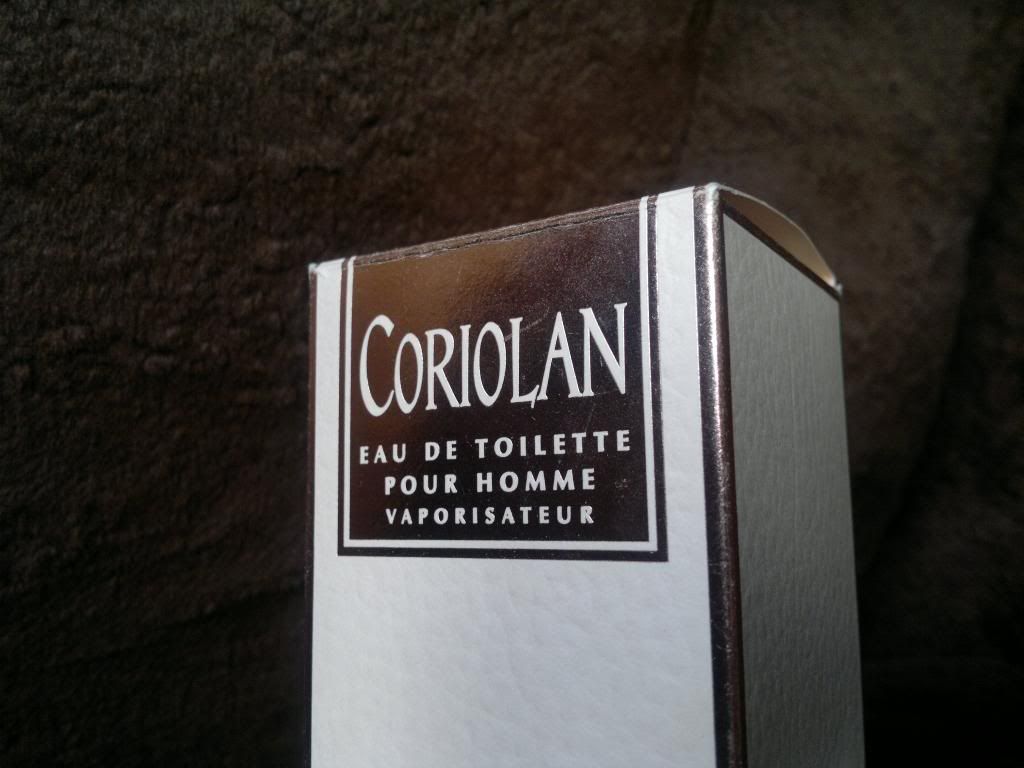 CORIOLAN
EAU DE TOILETTE
POUR HOMME
VAPORISATEUR